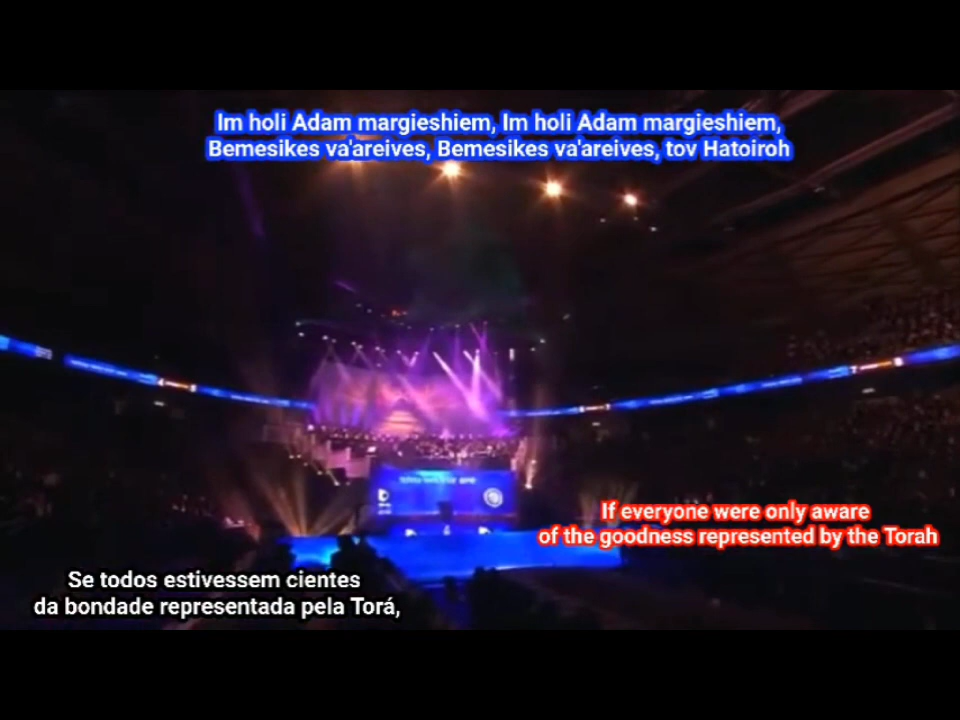 Im holi Adam margieshiem, Im holi Adam margieshiem,
Bemesikes va'areives, Bemesikes va'areives, tov Hatoiroh
If everyone were only aware
of the goodness represented by the Torah
Se todos estivessem cientes
da bondade representada pela Torá,